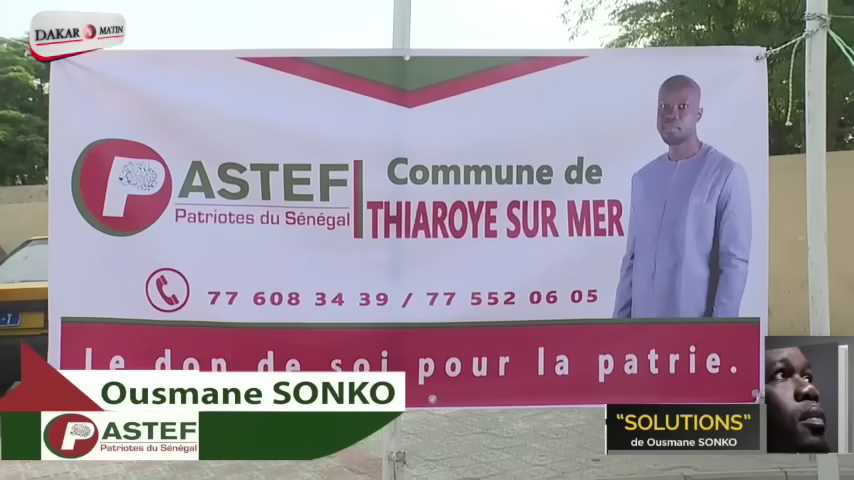 DAKAR MATIN
PASTEF
Patriotes du Sénégal
Commune de
THIAROYE SUR MER
77 608 34 39 / 77 552 06 05
Le don de soi pour la patrie.
Ousmane SONKO
PASTEF
Patriotes du Sénégal
"SOLUTIONS"
de Ousmane SONKO